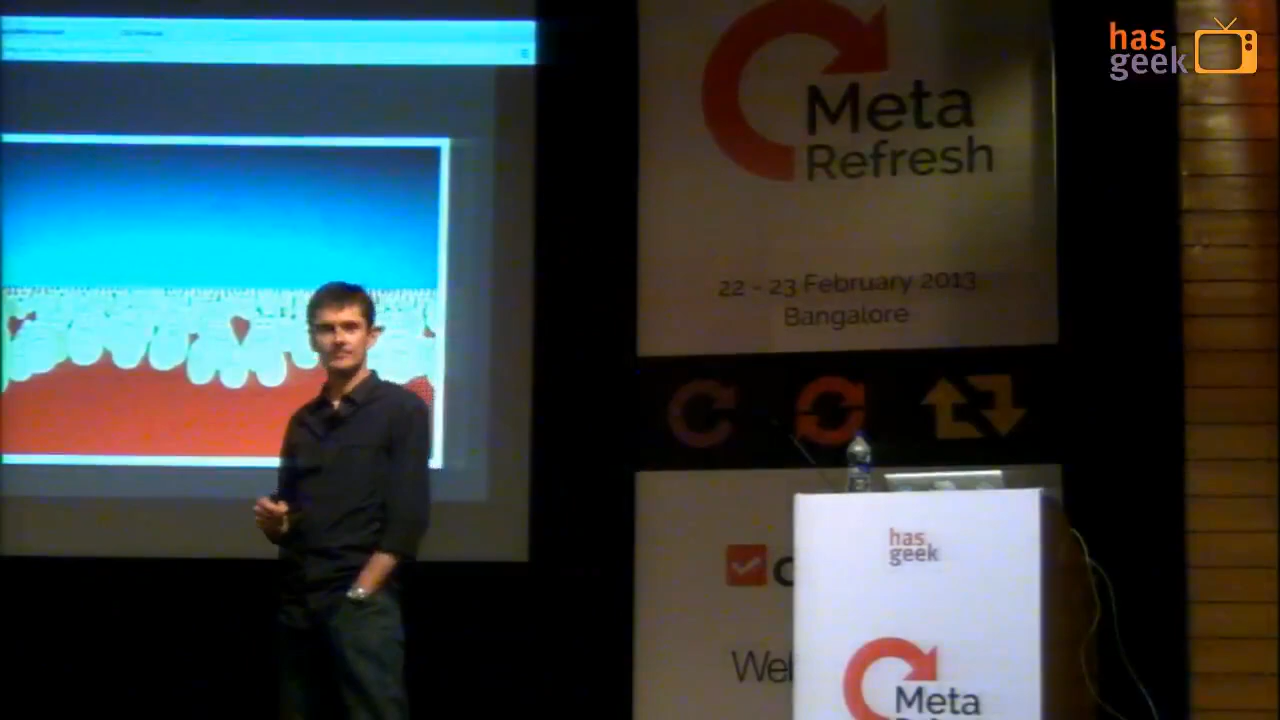 has
geek
Meta
Refresh
22 - 23 February 2013
Bangalore
has
geek
Wel
Meta